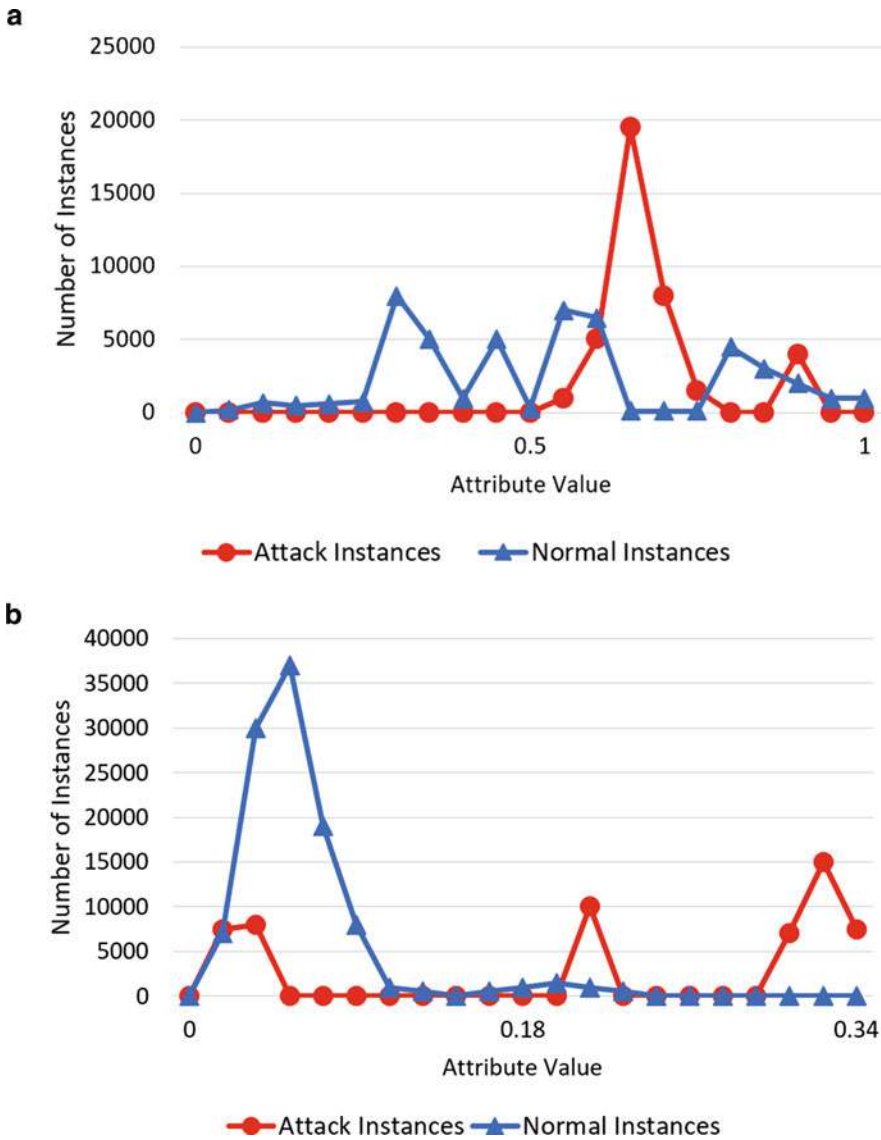 a
25000
20000
15000
10000
5000
0
Number of Instances
0 0.5 1
Attribute Value
Attack Instances Normal Instances
b
40000
35000
30000
25000
20000
15000
10000
5000
0
Number of Instances
0 0.18 0.34
Attribute Value
Attack Instances Normal Instances